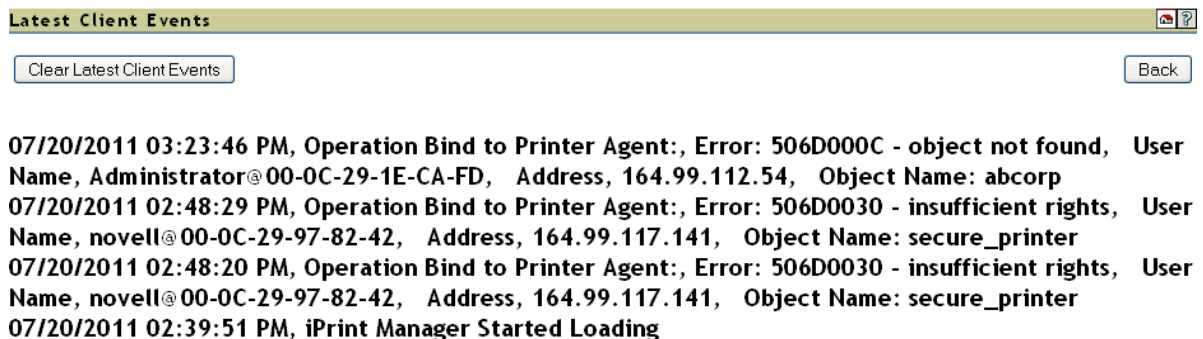 Latest Client Events
?
Clear Latest Client Events
Back
07/20/2011 03:23:46 PM, Operation Bind to Printer Agent:, Error: 506D000C - object not found, User
Name, Administrator@00-0C-29-1E-CA-FD, Address, 164.99.112.54, Object Name: abcorp
07/20/2011 02:48:29 PM, Operation Bind to Printer Agent:, Error: 506D0030 - insufficient rights, User
Name, novell@00-0C-29-97-82-42, Address, 164.99.117.141, Object Name: secure_printer
07/20/2011 02:48:20 PM, Operation Bind to Printer Agent:, Error: 506D0030 - insufficient rights, User
Name, novell@00-0C-29-97-82-42, Address, 164.99.117.141, Object Name: secure_printer
07/20/2011 02:39:51 PM, iPrint Manager Started Loading